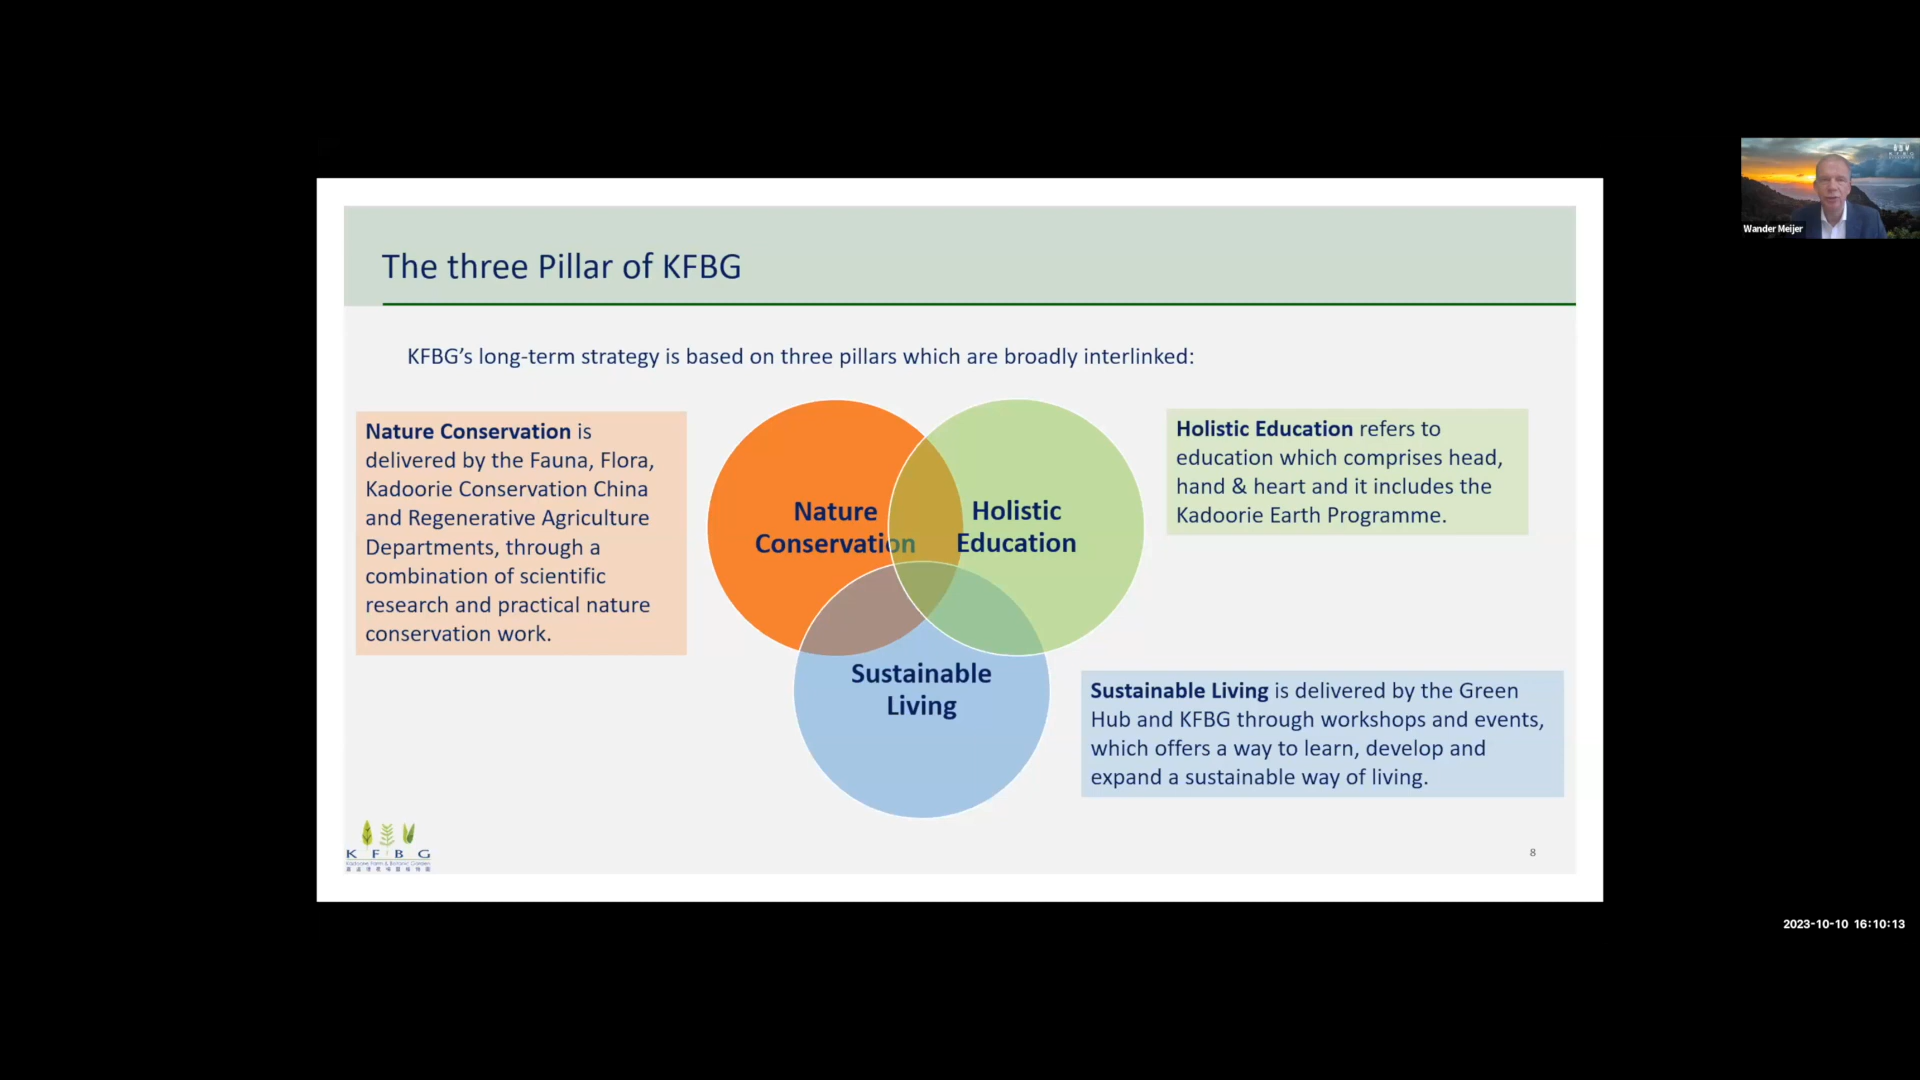 The three Pillar of KFBG
KFBG’s long-term strategy is based on three pillars which are broadly interlinked:
Nature Conservation is
delivered by the Fauna, Flora,
Kadoorie Conservation China
and Regenerative Agriculture
Departments, through a
combination of scientific
research and practical nature
conservation work.
Nature
Conservation
Holistic
Education
Sustainable
Living
Holistic Education refers to
education which comprises head,
hand & heart and it includes the
Kadoorie Earth Programme.
Sustainable Living is delivered by the Green
Hub and KFBG through workshops and events,
which offers a way to learn, develop and
expand a sustainable way of living.
K F B G
Kadoorie Farm & Botanic Garden
8
Wander Meijer
2023-10-10 16:10:13